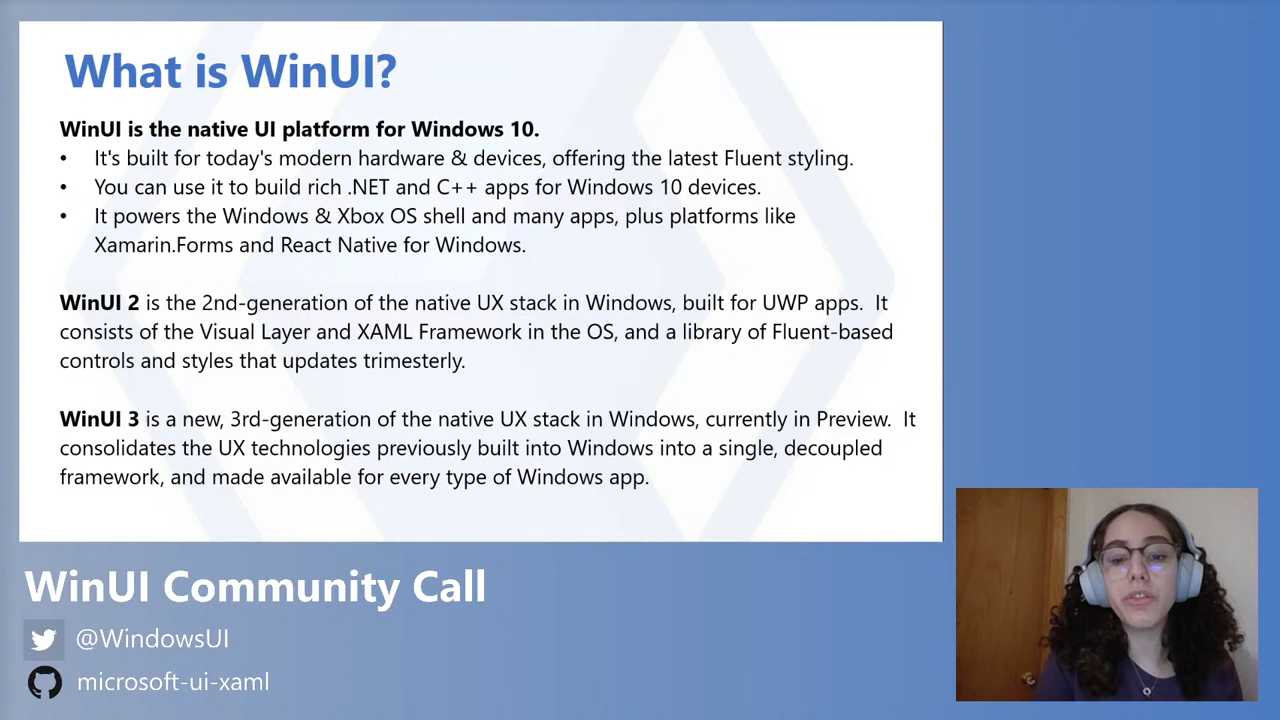 What is WinUI?
WinUI is the native UI platform for Windows 10.
• It's built for today's modern hardware & devices, offering the latest Fluent styling.
• You can use it to build rich .NET and C++ apps for Windows 10 devices.
• It powers the Windows & Xbox OS shell and many apps, plus platforms like
Xamarin.Forms and React Native for Windows.
WinUI 2 is the 2nd-generation of the native UX stack in Windows, built for UWP apps.  It
consists of the Visual Layer and XAML Framework in the OS, and a library of Fluent-based
controls and styles that updates trimesterly.
WinUI 3 is a new, 3rd-generation of the native UX stack in Windows, currently in Preview.  It
consolidates the UX technologies previously built into Windows into a single, decoupled
framework, and made available for every type of Windows app.
WinUI Community Call
@WindowsUI
microsoft-ui-xaml